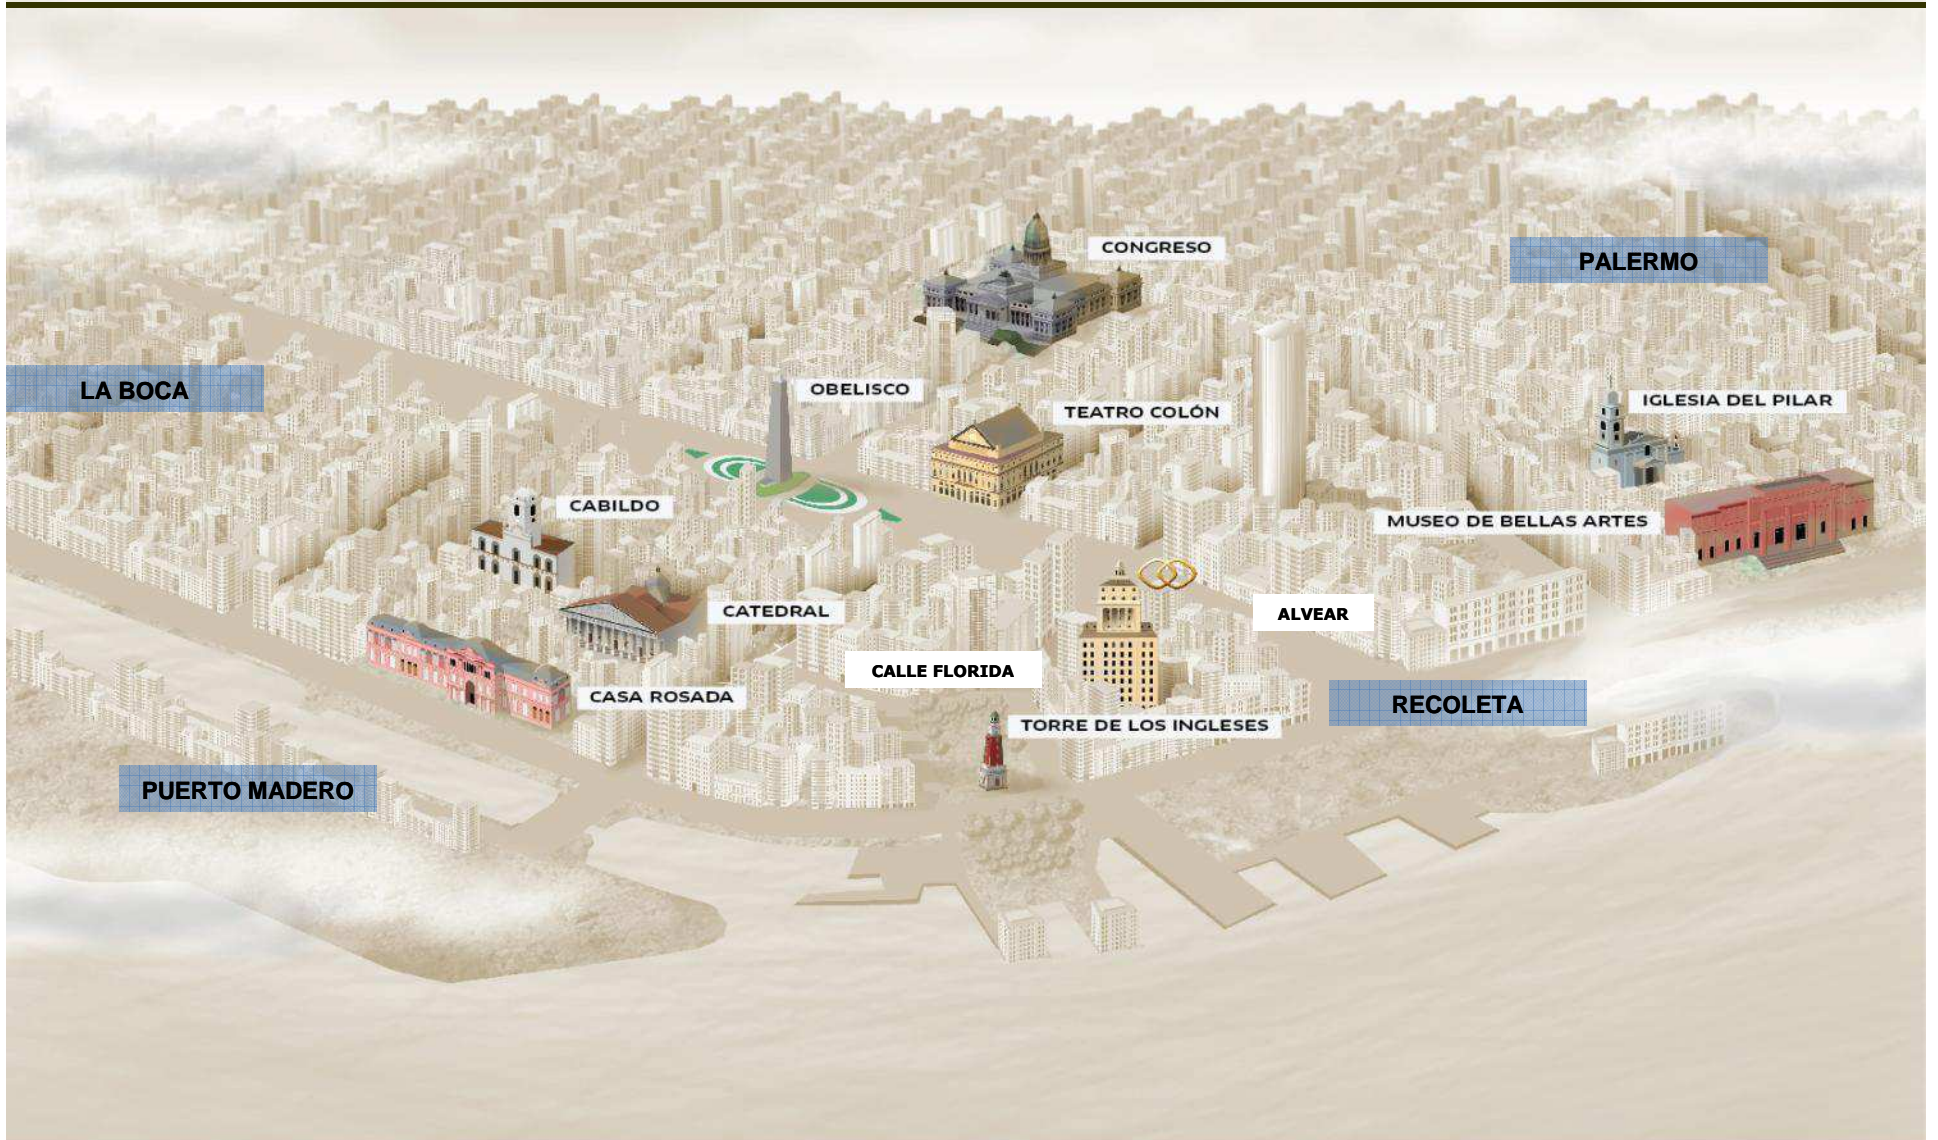 CONGRESO
PALERMO
LA BOCA
OBELISCO
IGLESIA DEL PILAR
TEATRO COLÓN
CABILDO
MUSEO DE BELLAS ARTES
CATEDRAL
ALVEAR
CALLE FLORIDA
CASA ROSADA
RECOLETA
TORRE DE LOS INGLESES
PUERTO MADERO